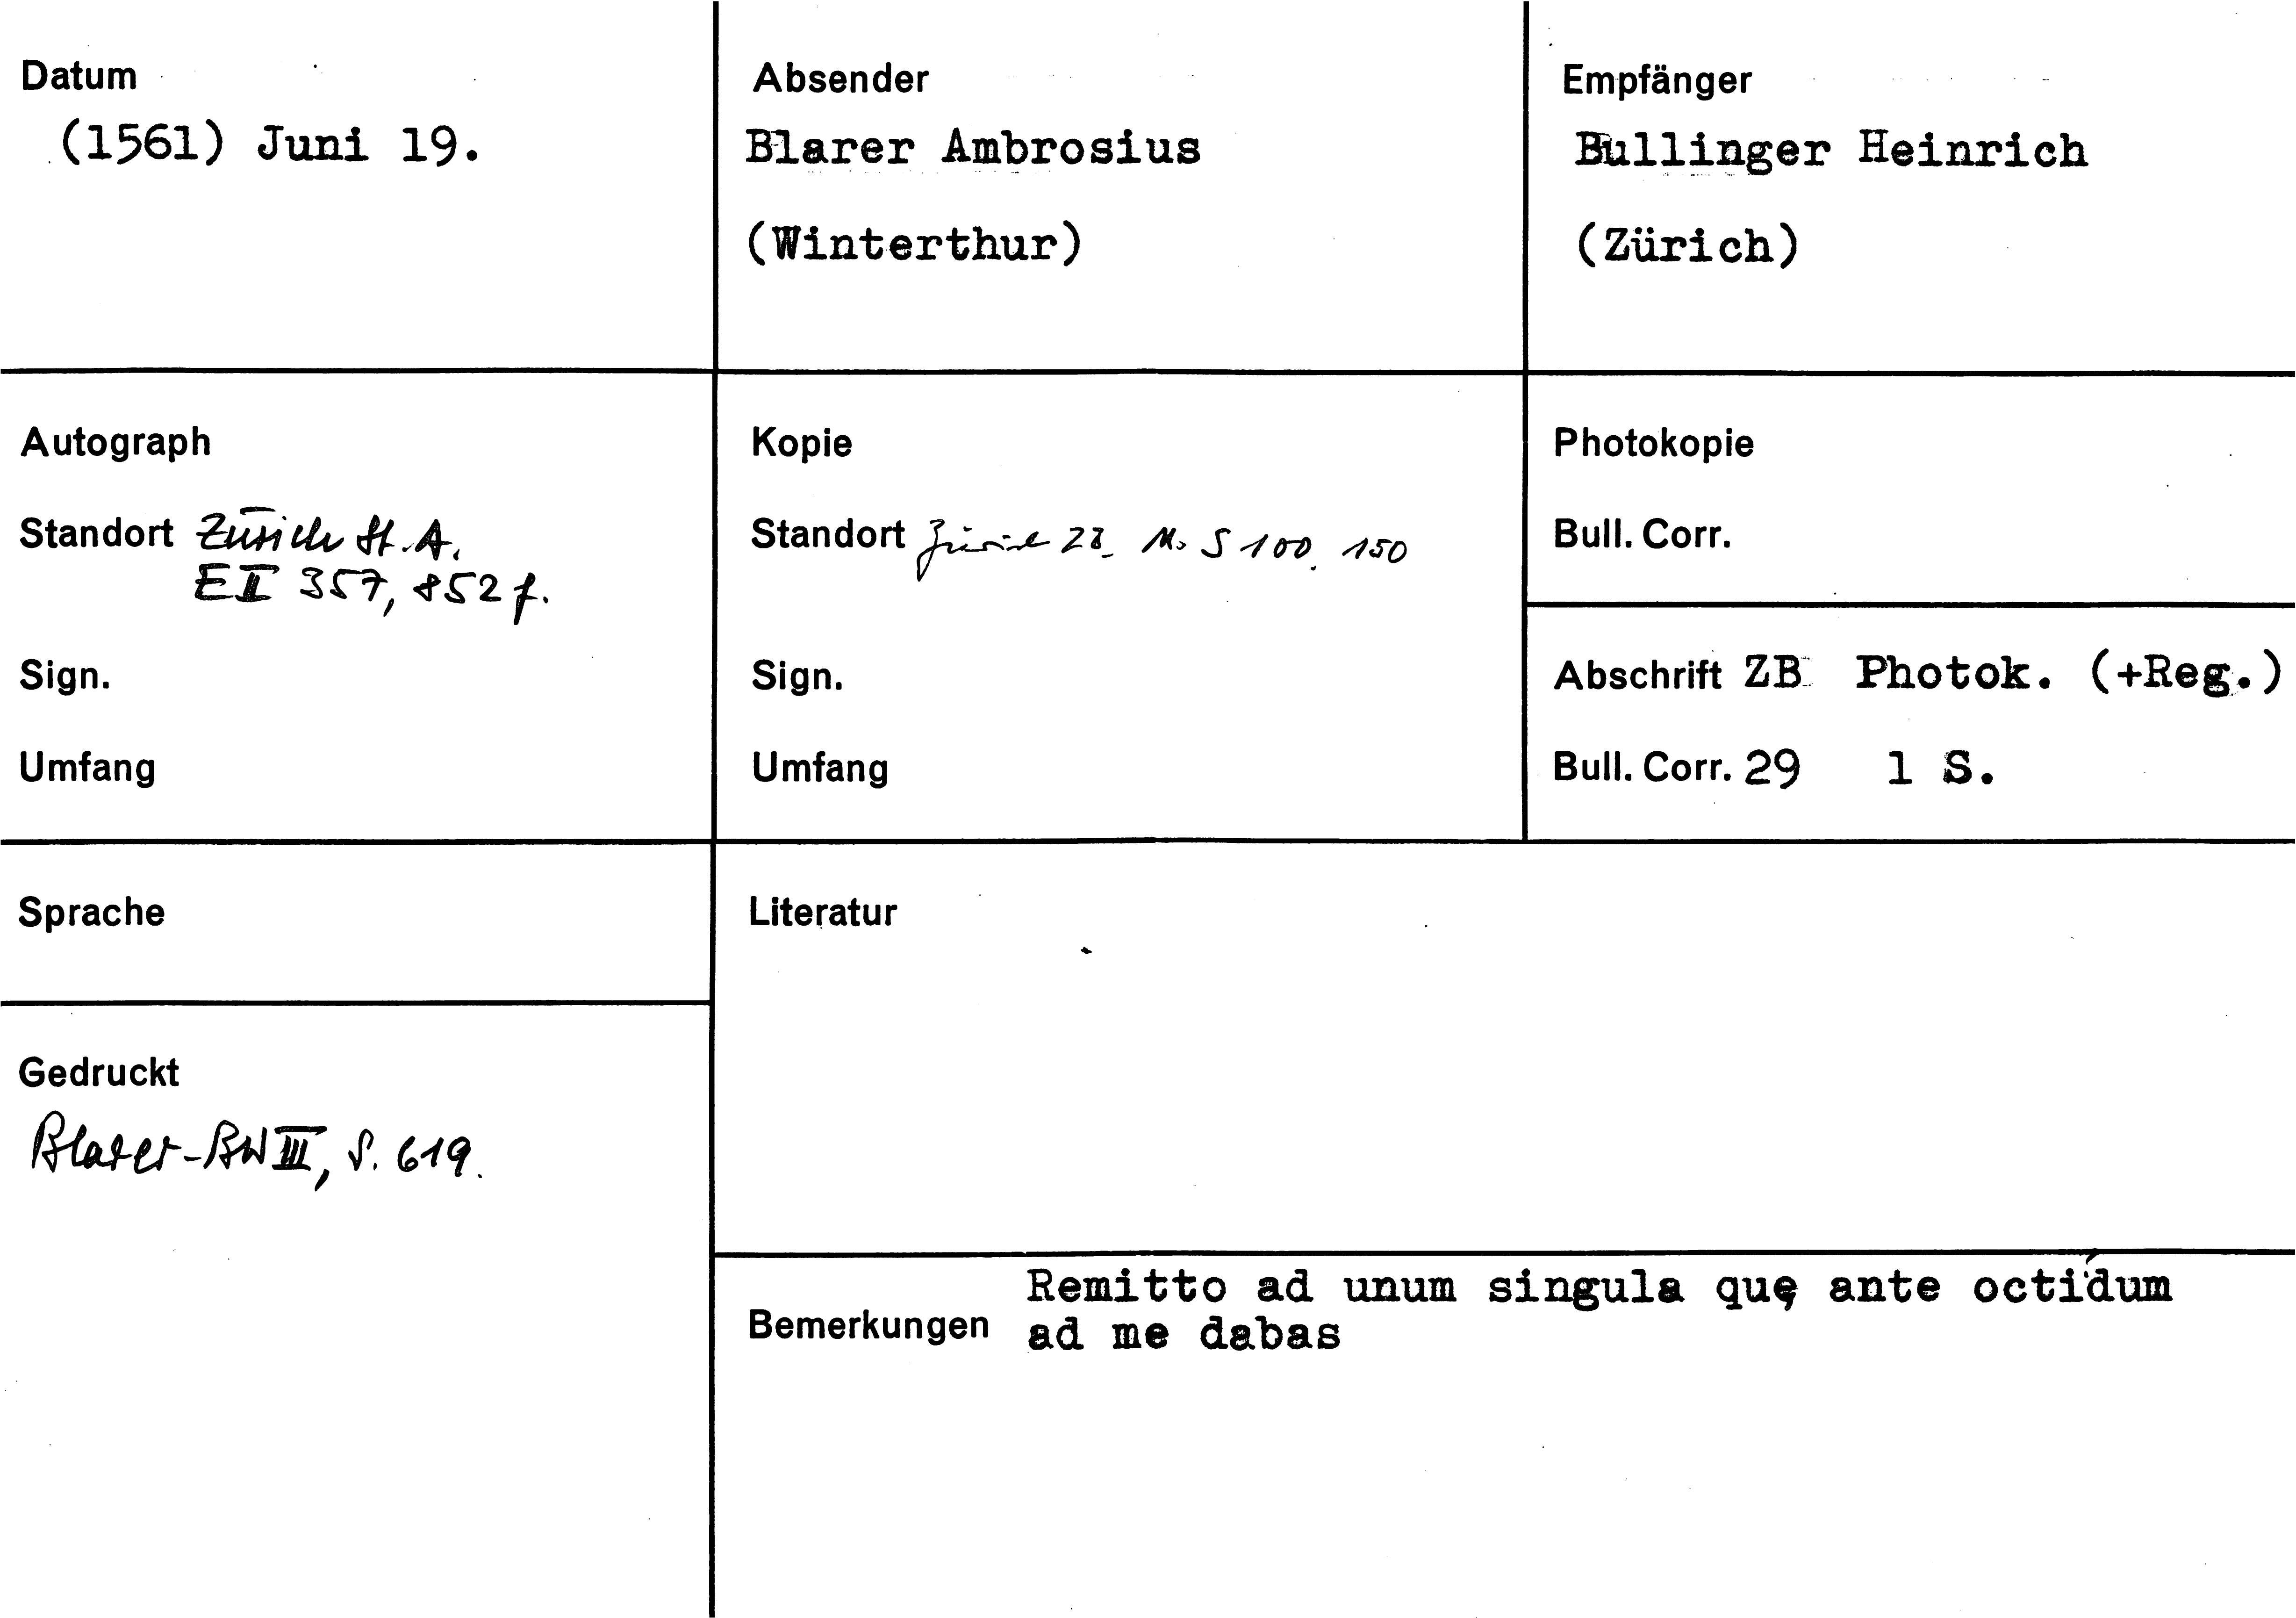 Datum
(1561) Juni 19.
Absender
Blarer Ambrosius
(Winterthur)
Empfänger
Bullinger Heinrich
(Zürich)
Autograph
Standort Zürich St.A.
E II 357, 852 f.
Sign.
Umfang
Kopie
Standort Zürich ZB. Ms S 100. 150
Sign.
Umfang
Photokopie
Bull. Corr.
Abschrift ZB Photok. (+Reg.)
Bull. Corr. 29 1 S.
Sprache
Gedruckt
Blarer-BW III, S. 619.
Literatur
Bemerkungen
Remitto ad unum singula quę ante octídum
ad me dabas